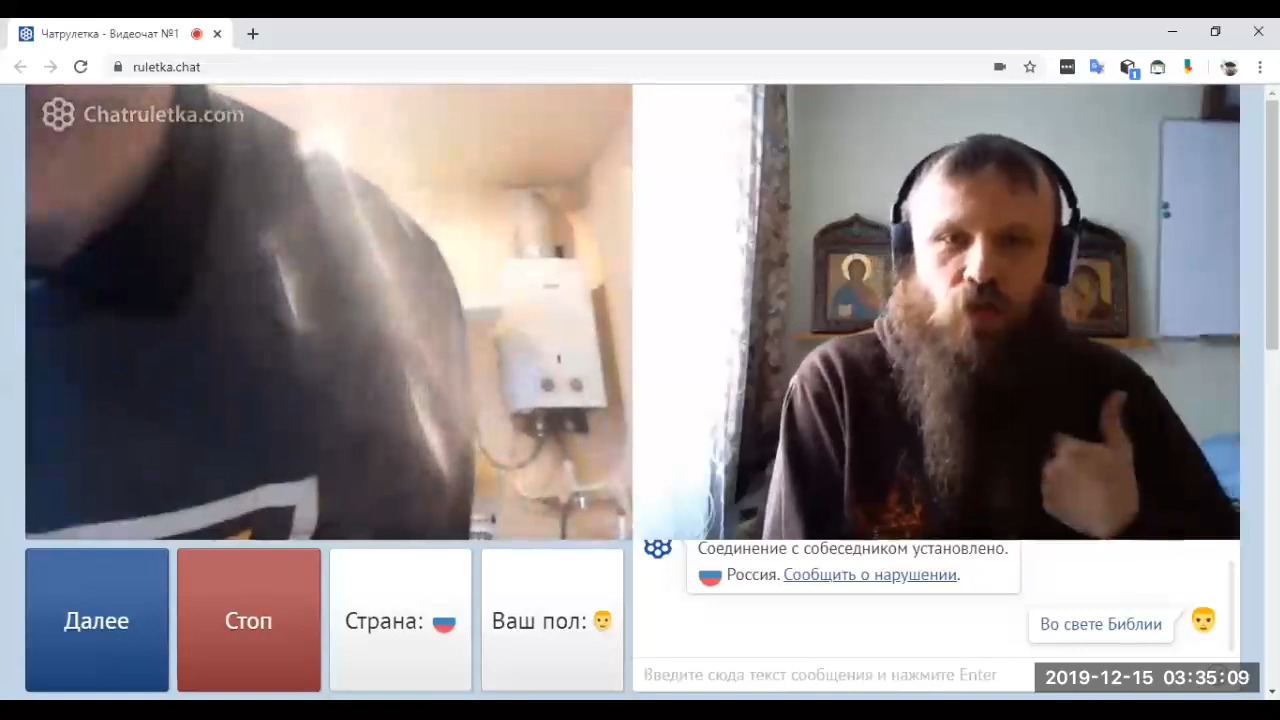 Чатрулетка - Видеочат №1
ruletka.chat
1
Chatruletka.com
Соединение с собеседником установлено.
Россия. Сообщить о нарушении.
Далее
Стоп
Страна:
Ваш пол:
Во свете Библии
Введите сюда текст сообщения и нажмите Enter
2019-12-15 03:35:09